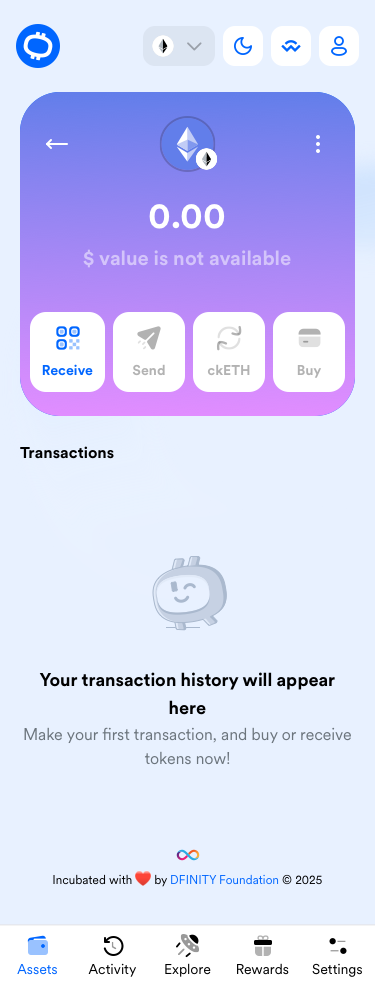 0.00
$ value is not available
Receive
Send
ckETH
Buy
Transactions
Your transaction history will appear
here
Make your first transaction, and buy or receive
tokens now!
Incubated with ❤️ by DFINITY Foundation © 2025
Assets
Activity
Explore
Rewards
Settings